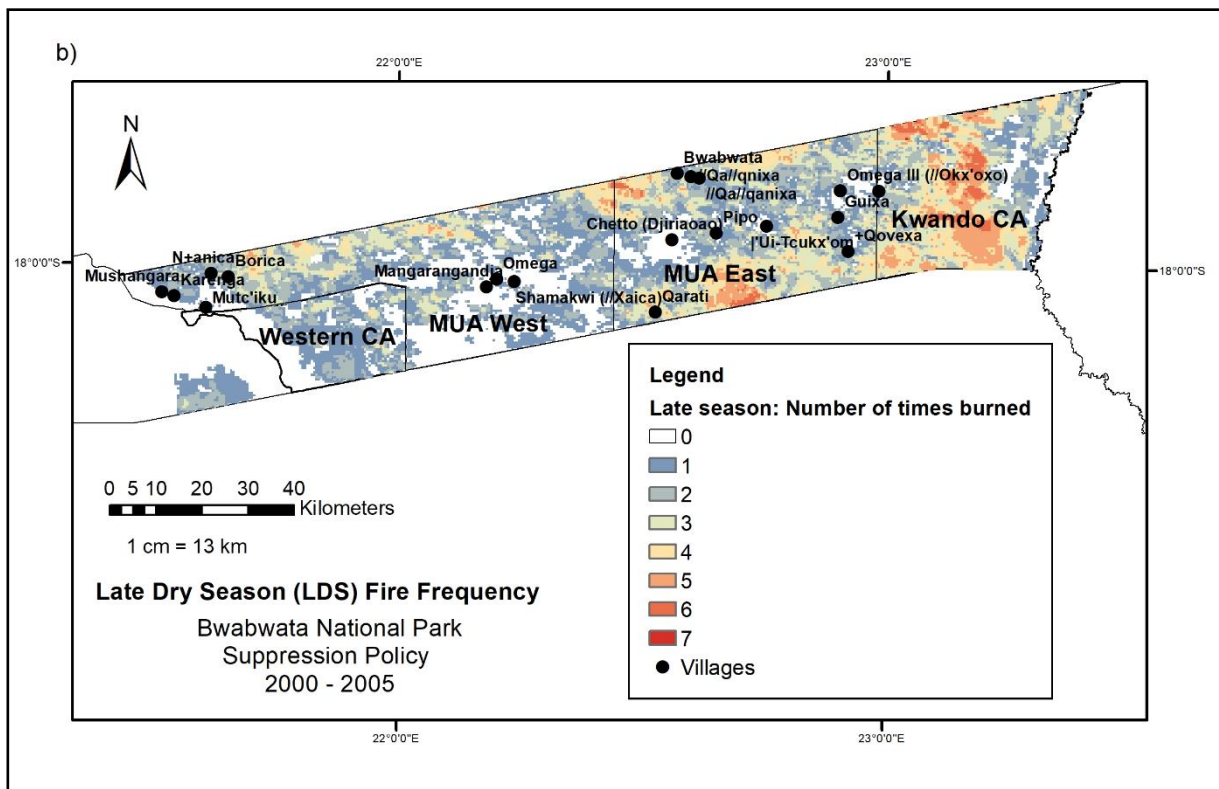 b)
22°0'0"E
23°0'0"E
N
Bwabwata
//Qa//qnixa
//Qa//qanixa
Omega III (//Okx'oxo)
Guixa
Kwando CA
Chetto (Djiriaoao)
Pipo
|'Ui-Tcukx'om
+Qovexa
MUA East
18°0'0"S
18°0'0"S
N+anica
Borica
Mushangara
Karenga
Mutc'iku
Mangarangandja
Omega
Shamakwi (//Xaica)
Qarati
Western CA
MUA West
Legend
Late season: Number of times burned
0
1
2
3
4
5
6
7
Villages
0 5 10 20 30 40
Kilometers
1 cm = 13 km
Late Dry Season (LDS) Fire Frequency
Bwabwata National Park
Suppression Policy
2000 - 2005
22°0'0"E
23°0'0"E